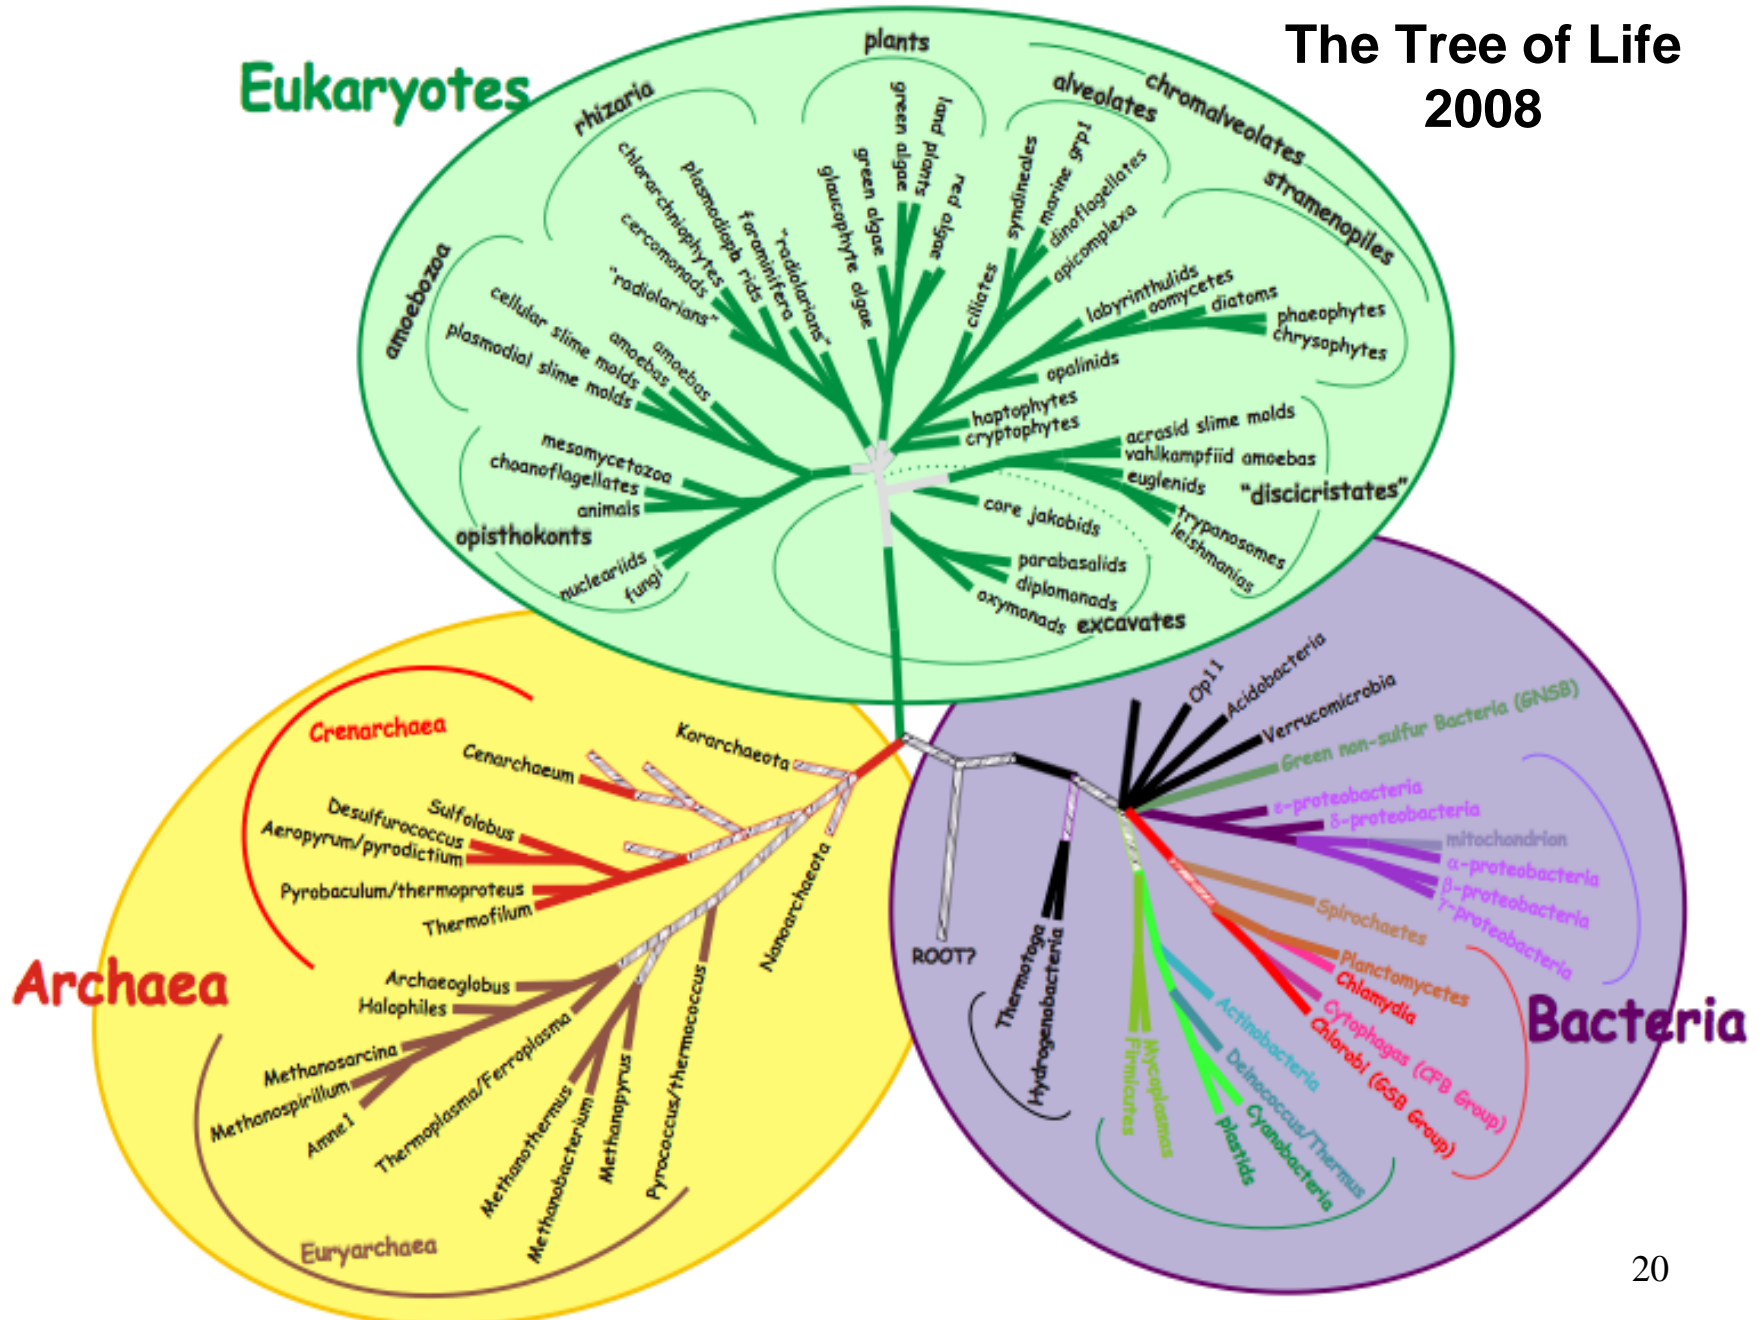 The Tree of Life
2008
Eukaryotes
plants
rhizaria
alveolates
chromalveolates
stramenopiles
amoebozoa
chlorarchniophytes
plasmodioph rids
cercomonads
foraminifera
"radiolarians"
"radiolarians"
glaucophyte algae
green algae
green algae
land plants
red algae
ciliates
syndineales
marine grp1
dinoflagellates
apicomplexa
labyrinthulids
oomycetes
diatoms
phaeophytes
chrysophytes
opalinids
haptophytes
cryptophytes
cellular slime molds
plasmodial slime molds
amoebas
amoebas
mesomycetozoa
choanoflagellates
animals
opisthokonts
nucleariids
fungi
acrasid slime molds
vahlkampfiid amoebas
euglenids
"discicristates"
trypanosomes
leishmanias
core jakobids
parabasalids
diplomonads
oxymonads
excavates
Archaea
Crenarchaea
Korarchaeota
Cenarchaeum
Sulfolobus
Desulfurococcus
Aeropyrum/pyrodictium
Pyrobaculum/thermoproteus
Thermofilum
Nanoarchaeota
Archaeoglobus
Halophiles
Methanosarcina
Methanospirillum
Amne1
Thermoplasma/Ferroplasma
Methanothermus
Methanobacterium
Methanopyrus
Pyrococcus/thermococcus
Euryarchaea
ROOT?
Bacteria
Op11
Acidobacteria
Verrucomicrobia
Green non-sulfur Bacteria (GNSB)
ε-proteobacteria
δ-proteobacteria
mitochondrion
α-proteobacteria
β-proteobacteria
γ-proteobacteria
Spirochaetes
Planctomycetes
Chlamydia
Cytophagas (CFB Group)
Chlorobi (GSB Group)
Thermotoga
Hydrogenobacteria
Firmicutes
Mycoplasmas
Actinobacteria
Deinococcus/Thermus
Cyanobacteria
plastids
20